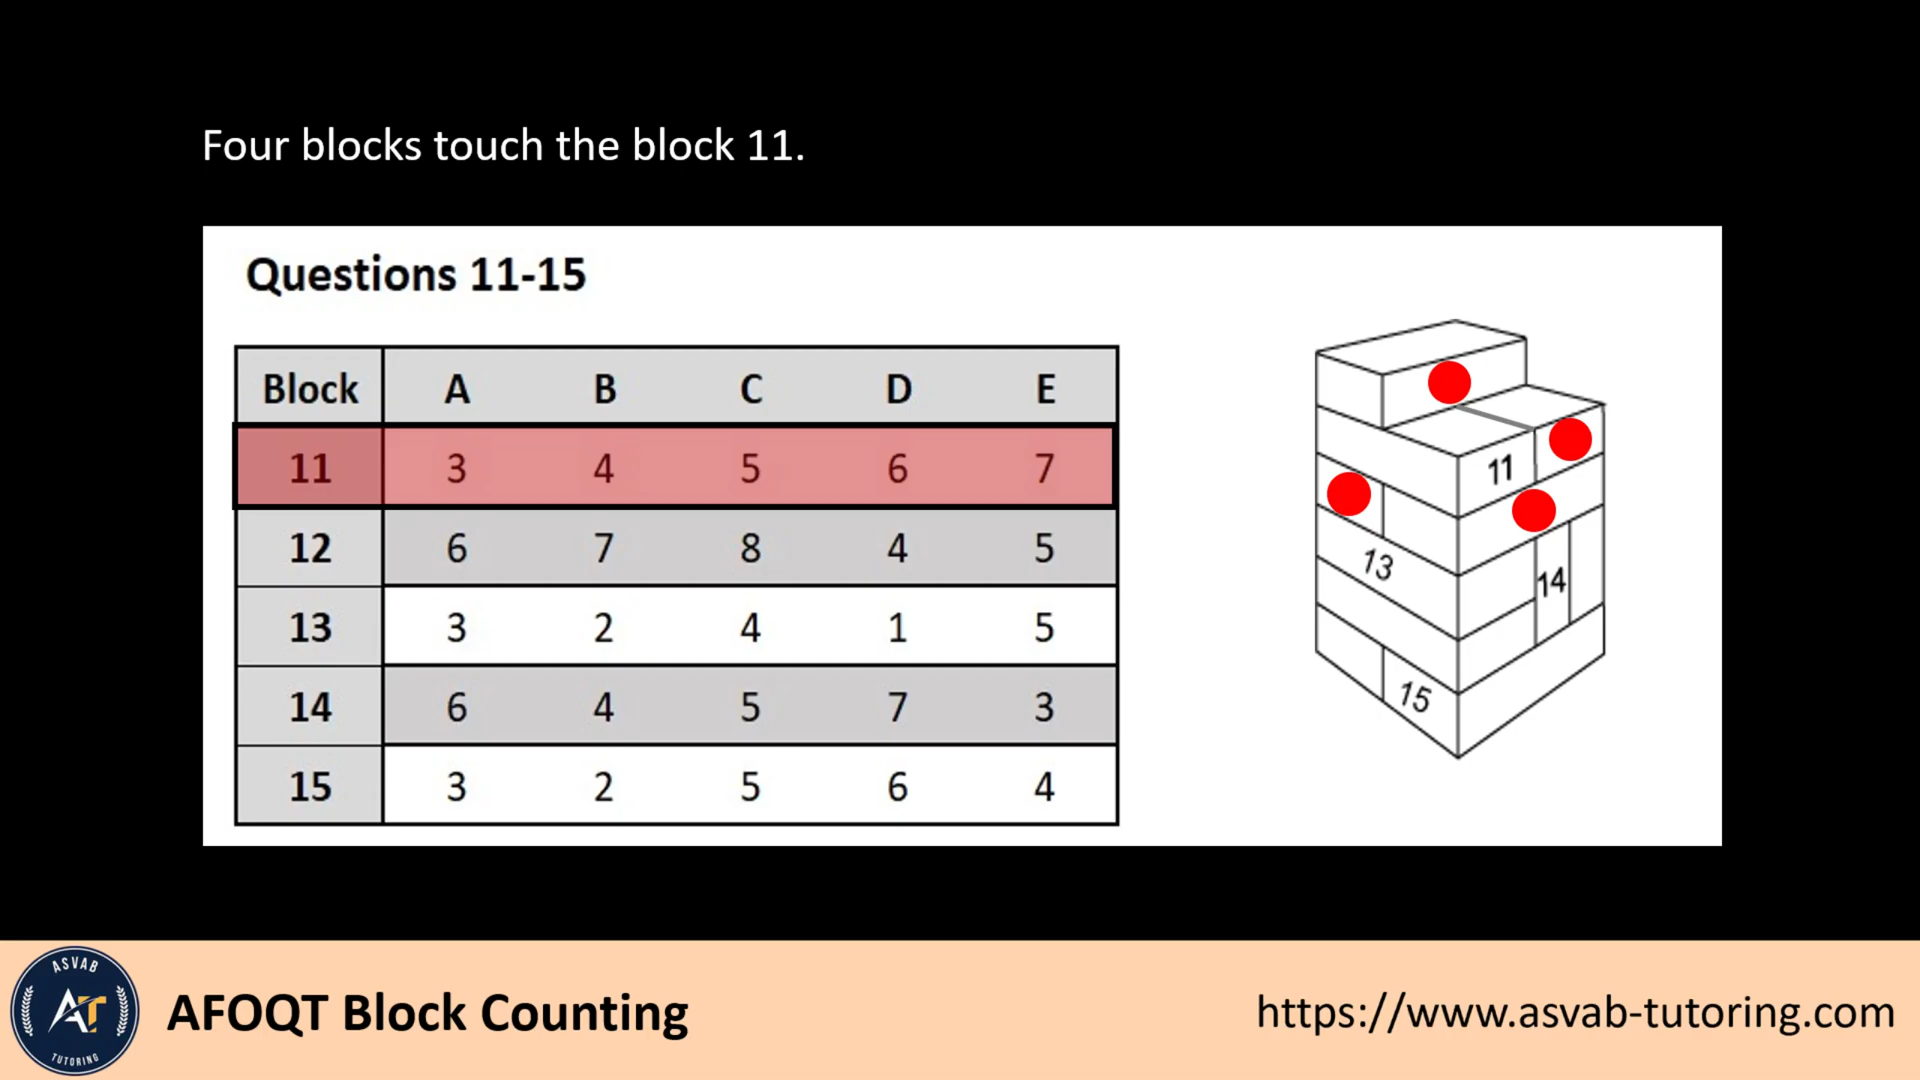 Four blocks touch the block 11.
Questions 11-15
Block A B C D E
11 3 4 5 6 7
12 6 7 8 4 5
13 3 2 4 1 5
14 6 4 5 7 3
15 3 2 5 6 4
11
13
14
15
ASVAB
AT
TUTORING
AFOQT Block Counting
https://www.asvab-tutoring.com